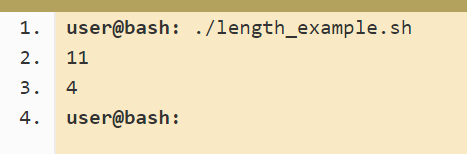 1. user@bash: ./length_example.sh
2. 11
3. 4
4. user@bash: